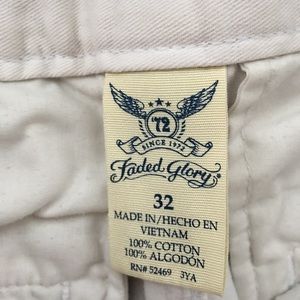 '72
SINCE 1972
Faded Glory
32
MADE IN/HECHO EN
VIETNAM
100% COTTON
100% ALGODÓN
RN# 52469 3YA